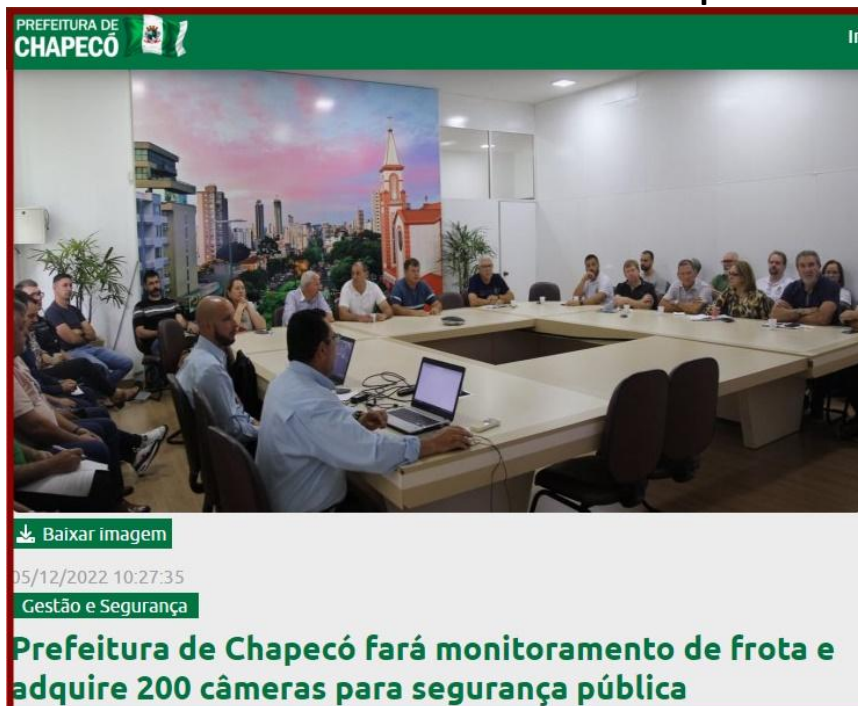 PREFEITURA DE
CHAPECÓ
Baixar imagem
05/12/2022 10:27:35
Gestão e Segurança
Prefeitura de Chapecó fará monitoramento de frota e
adquire 200 câmeras para segurança pública